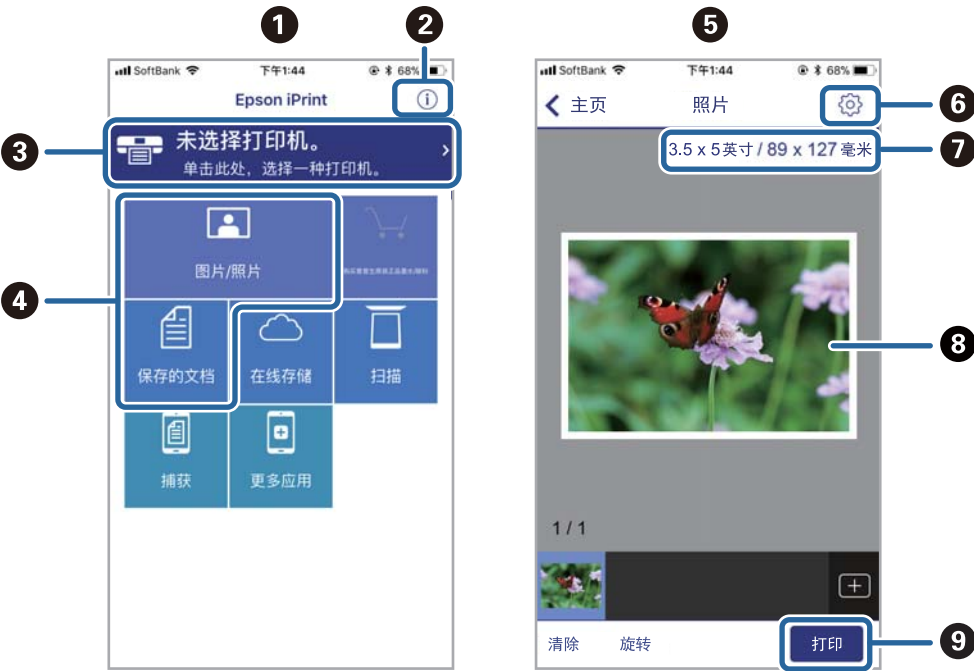 1
2
SoftBank 下午1:44 68%
Epson iPrint
3
未选择打印机。
单击此处，选择一种打印机。
图片/照片
4
保存的文档 在线存储 扫描
捕获 更多应用
5
SoftBank 下午1:44 68%
主页 照片
6
3.5 x 5英寸 / 89 x 127 毫米
7
8
1 / 1
清除 旋转 打印
9